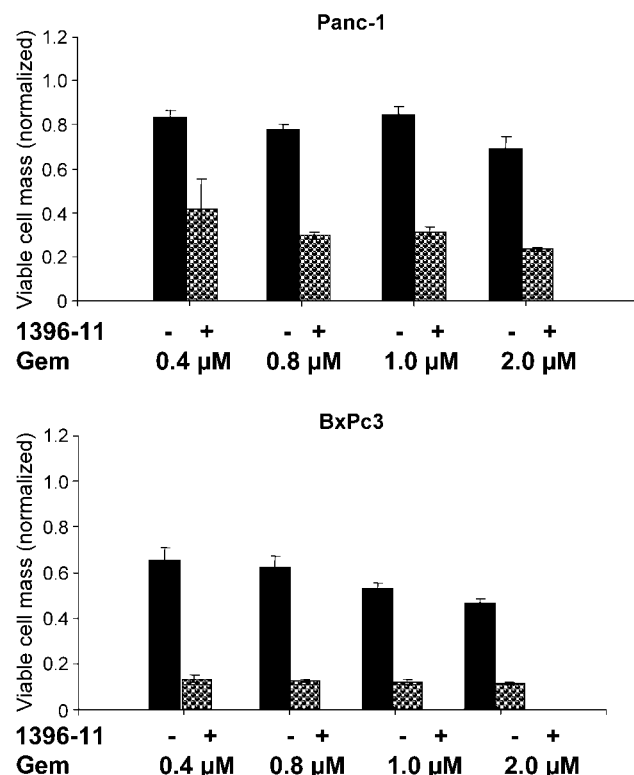 Panc-1
Viable cell mass (normalized)
1.2
1.0
0.8
0.6
0.4
0.2
0
1396-11 - + - + - + - +
Gem 0.4 µM 0.8 µM 1.0 µM 2.0 µM
BxPc3
Viable cell mass (normalized)
1.2
1.0
0.8
0.6
0.4
0.2
0
1396-11 - + - + - + - +
Gem 0.4 µM 0.8 µM 1.0 µM 2.0 µM